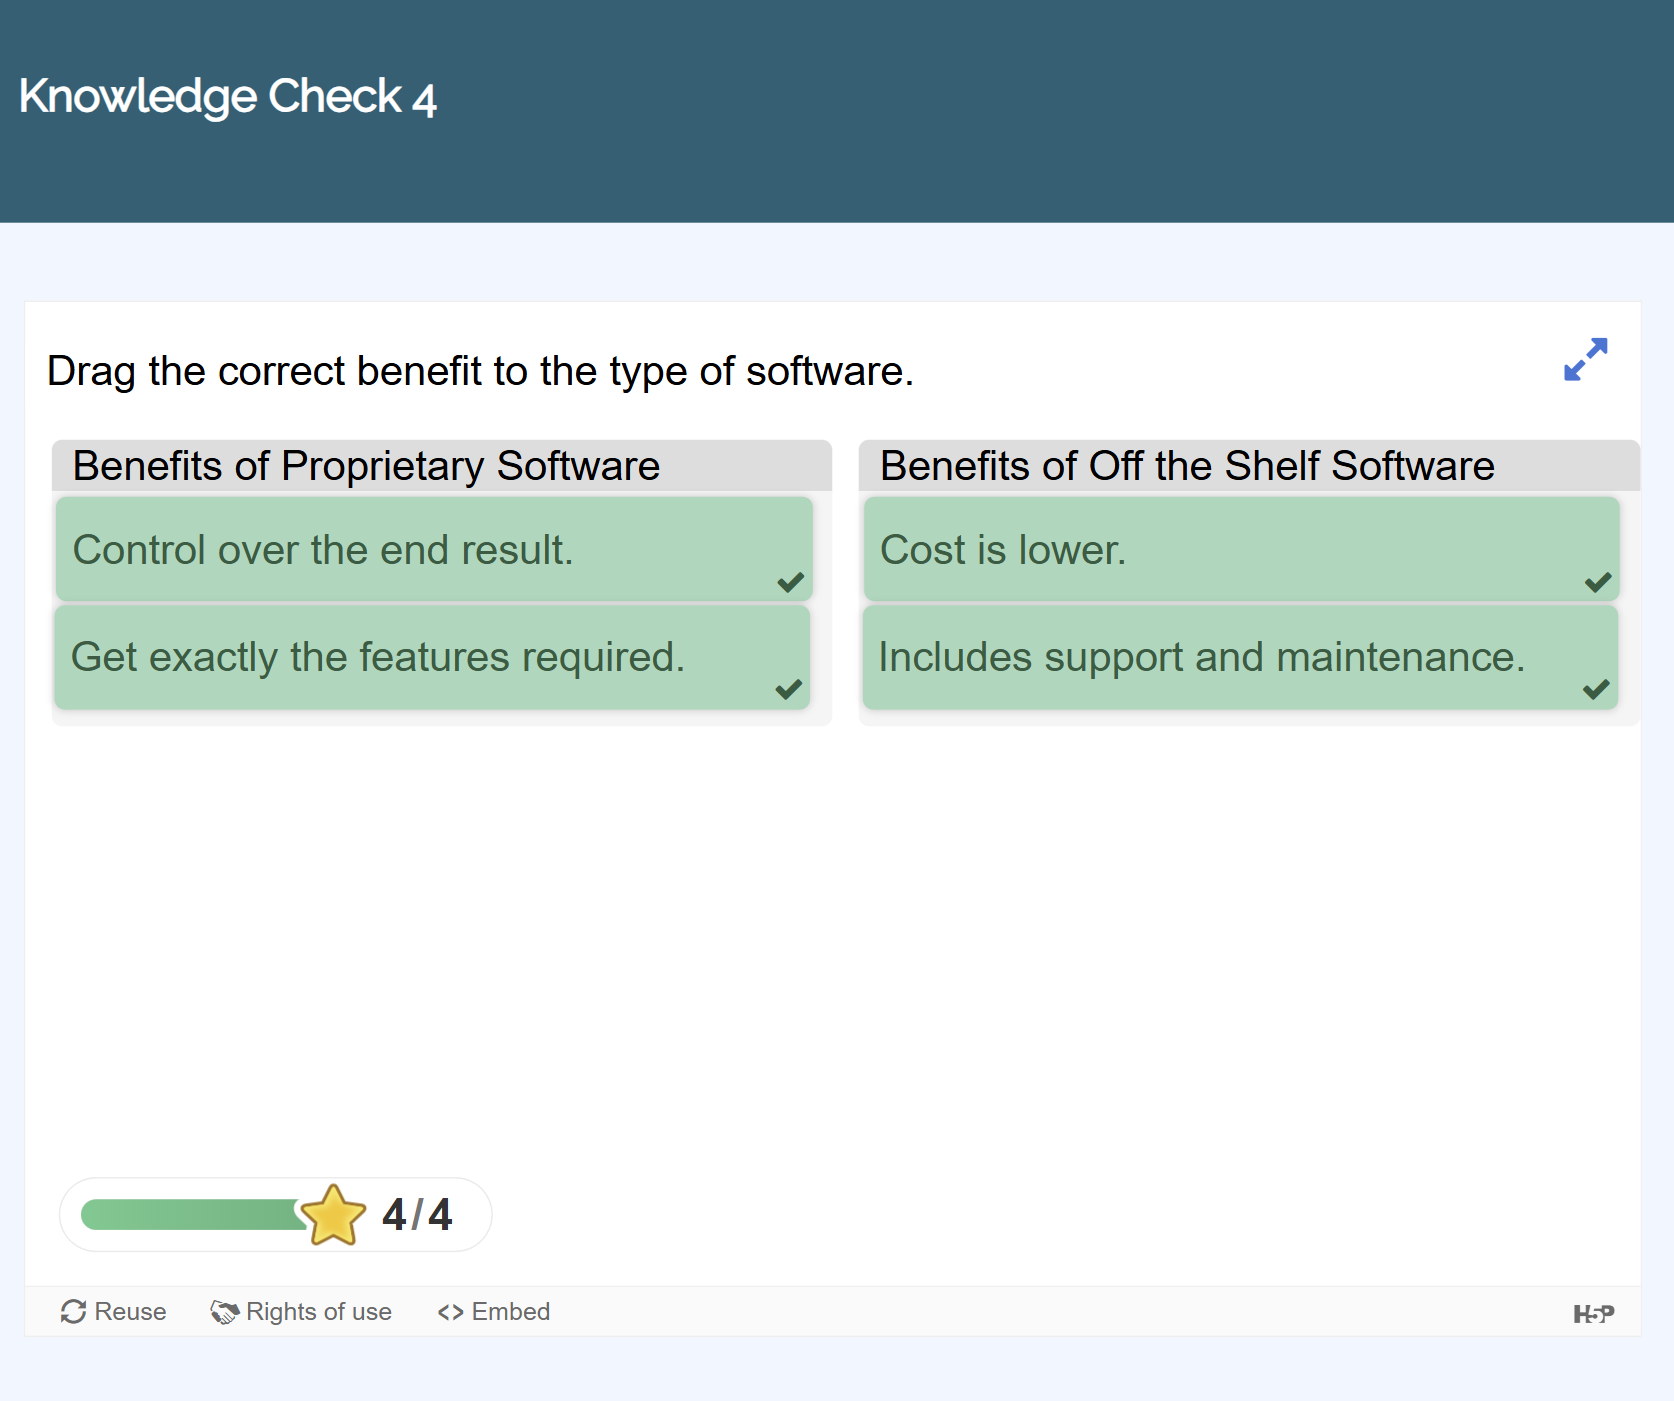 Knowledge Check 4
Drag the correct benefit to the type of software.
Benefits of Proprietary Software
Control over the end result.
Get exactly the features required.
Benefits of Off the Shelf Software
Cost is lower.
Includes support and maintenance.
4/4
Reuse
Rights of use
<> Embed
H5P